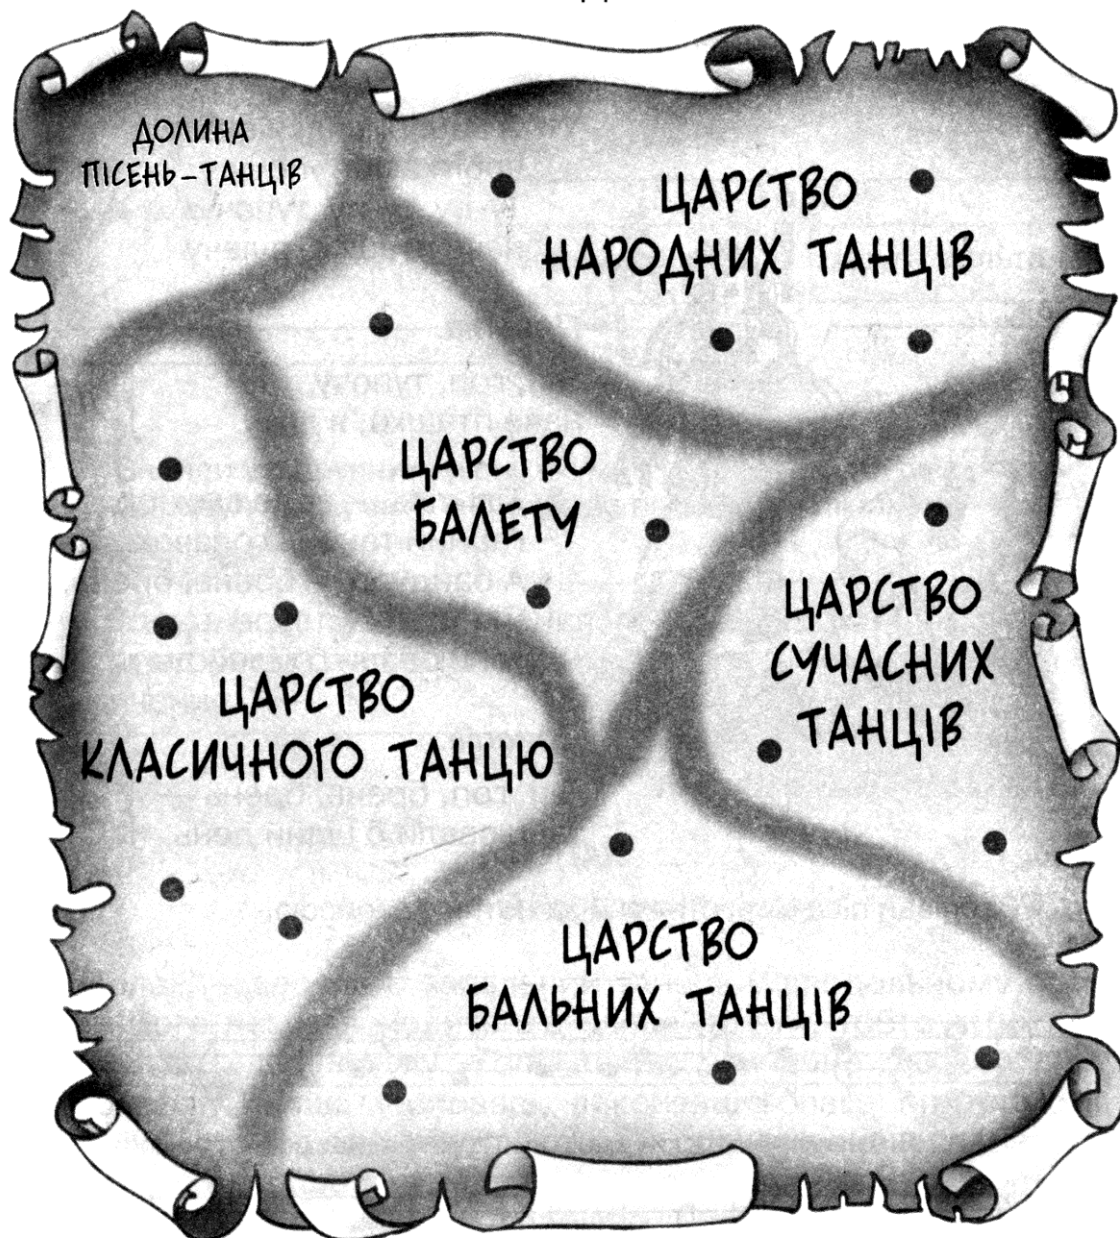 ДОЛИНА
ПІСЕНЬ-ТАНЦІВ
ЦАРСТВО
НАРОДНИХ ТАНЦІВ
ЦАРСТВО
БАЛЕТУ
ЦАРСТВО
СУЧАСНИХ
ТАНЦІВ
ЦАРСТВО
КЛАСИЧНОГО ТАНЦЮ
ЦАРСТВО
БАЛЬНИХ ТАНЦІВ